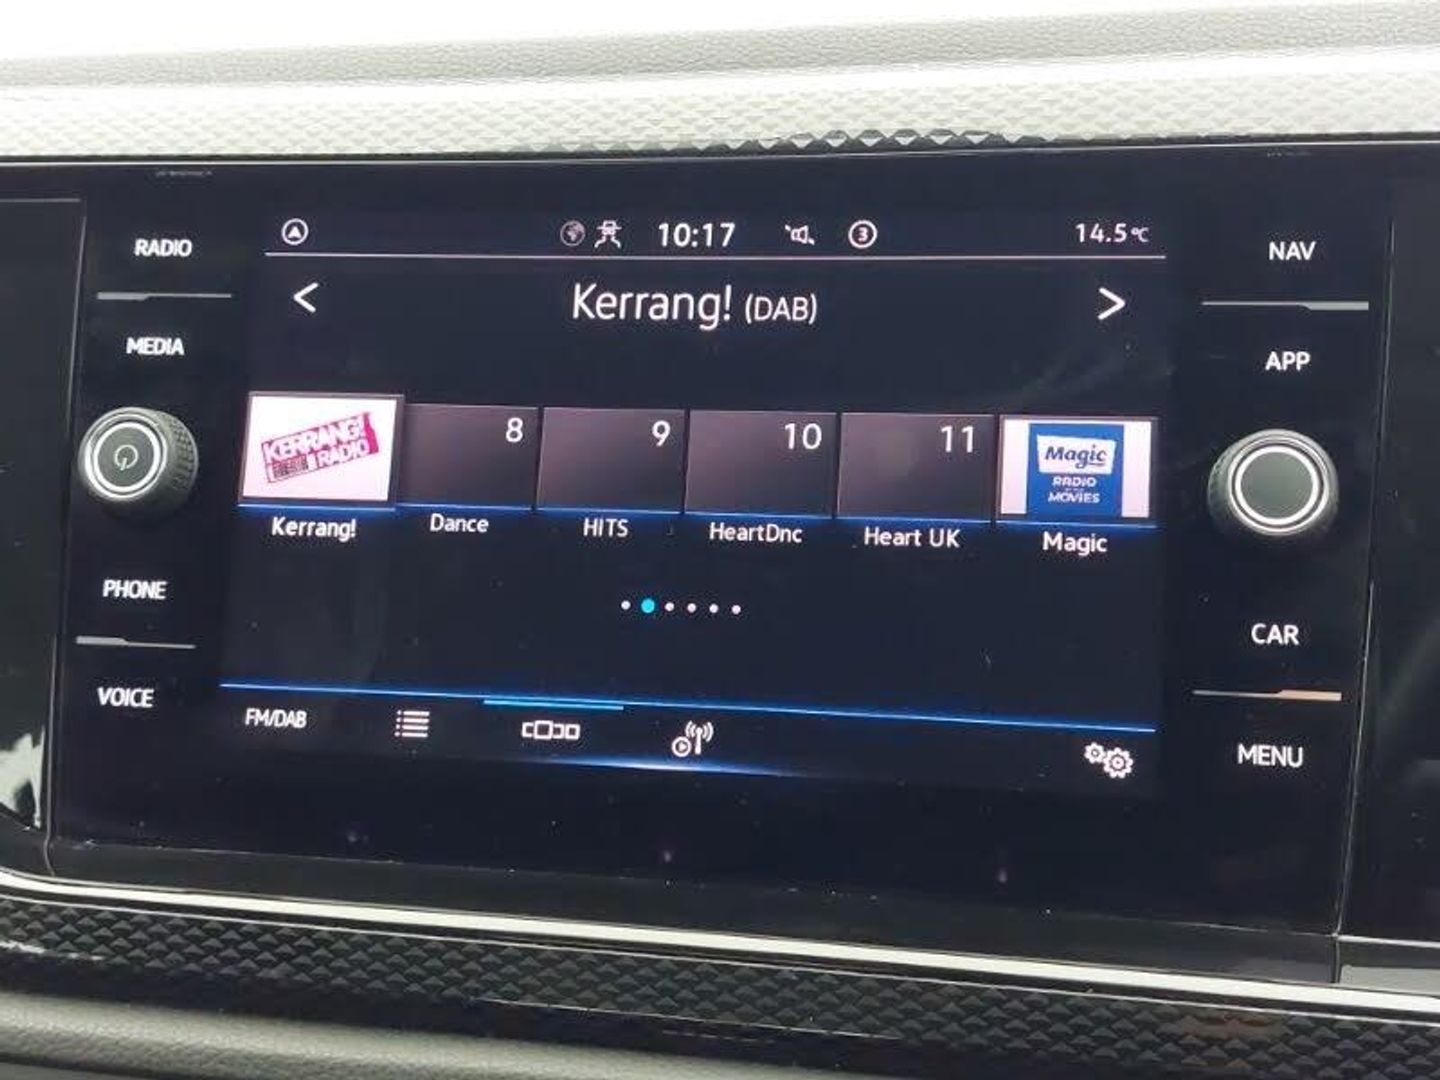 RADIO
MEDIA
PHONE
VOICE
10:17
3
14.5°C
Kerrang! (DAB)
KERRANG!
RADIO
8
9
10
11
Magic
RADIO
MOVIES
Kerrang!
Dance
HITS
HeartDnc
Heart UK
Magic
FM/DAB
NAV
APP
CAR
MENU